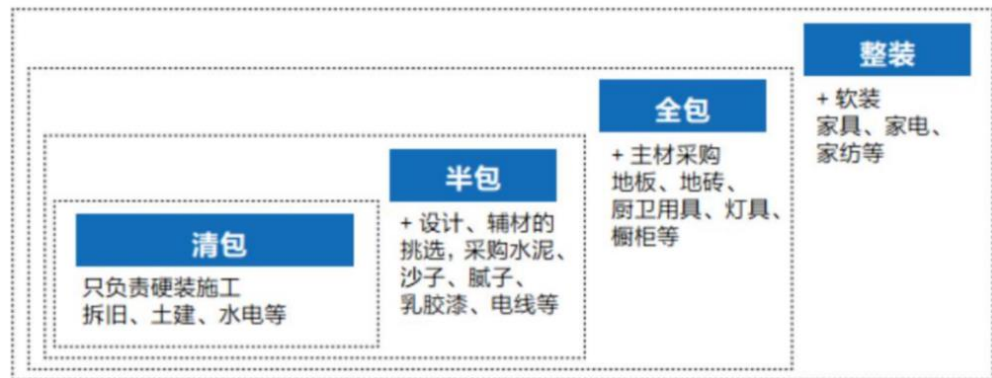 整装
+ 软装
家具、家电、
家纺等
全包
+ 主材采购
地板、地砖、
厨卫用具、灯具、
橱柜等
半包
+ 设计、辅材的
挑选，采购水泥、
沙子、腻子、
乳胶漆、电线等
清包
只负责硬装施工
拆旧、土建、水电等